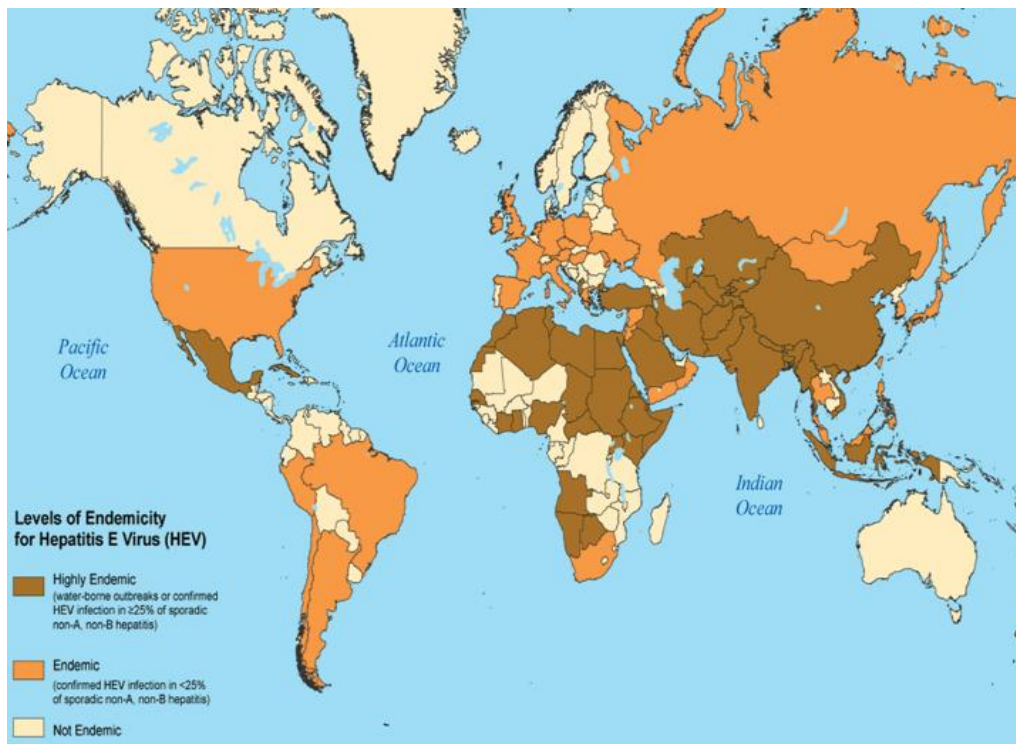 Pacific
Ocean
Atlantic
Ocean
Indian
Ocean
Levels of Endemicity
for Hepatitis E Virus (HEV)
Highly Endemic
(water-borne outbreaks or confirmed
HEV infection in ≥25% of sporadic
non-A, non-B hepatitis)
Endemic
(confirmed HEV infection in <25%
of sporadic non-A, non-B hepatitis)
Not Endemic